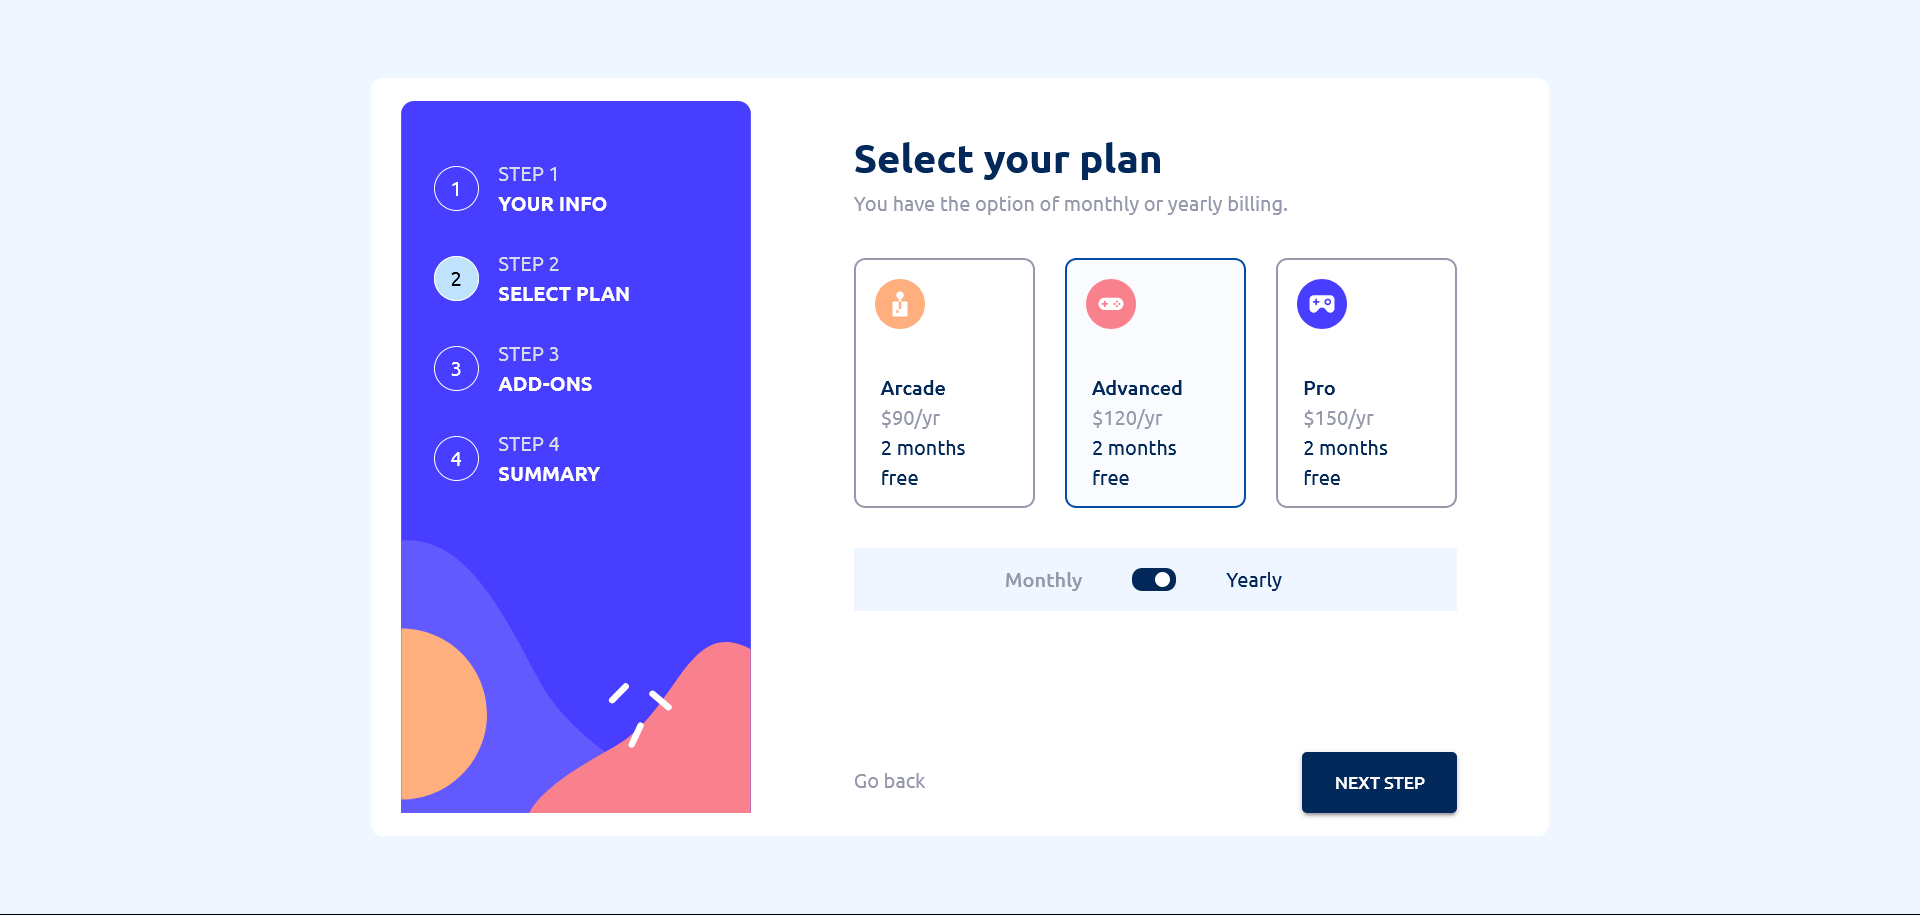 1
STEP 1
YOUR INFO
2
STEP 2
SELECT PLAN
3
STEP 3
ADD-ONS
4
STEP 4
SUMMARY
Select your plan
You have the option of monthly or yearly billing.
Arcade
$90/yr
2 months
free
Advanced
$120/yr
2 months
free
Pro
$150/yr
2 months
free
Monthly
Yearly
Go back
NEXT STEP